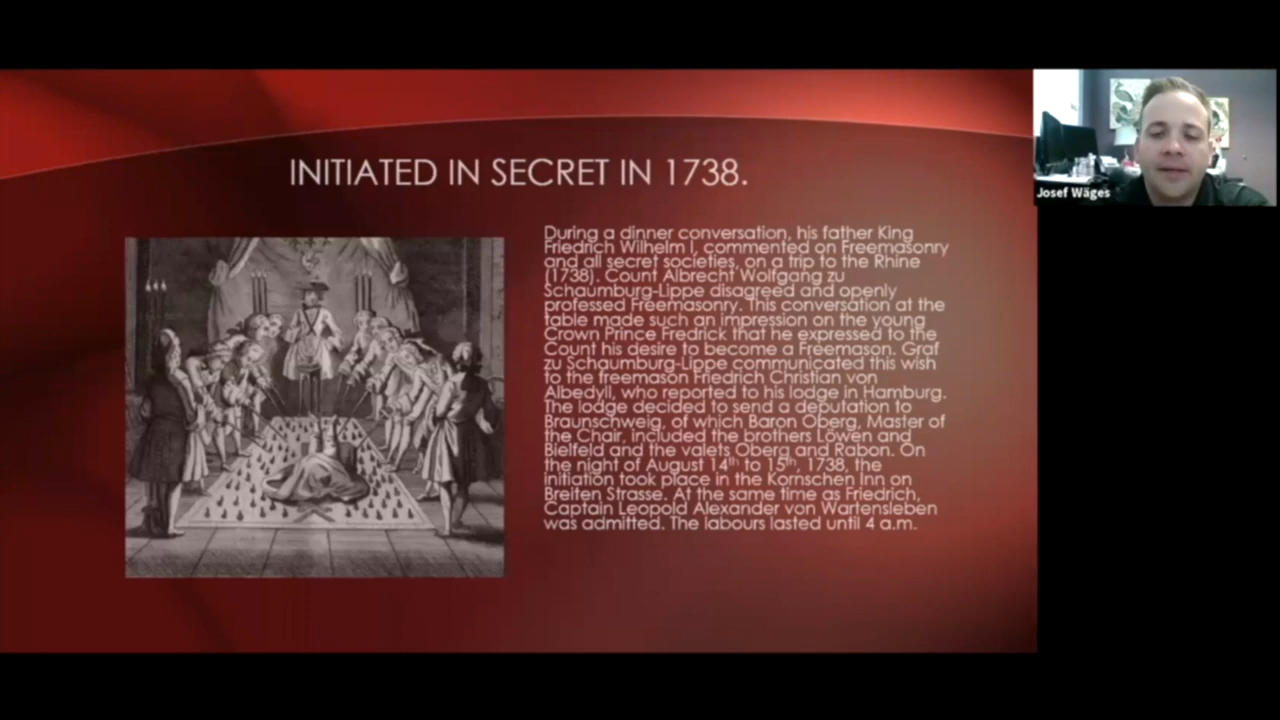 INITIATED IN SECRET IN 1738.
Josef Wäges
During a dinner conversation, his father King
Friedrich Wilhelm I, commented on Freemasonry
and all secret societies, on a trip to the Rhine
(1738). Count Albrecht Wolfgang zu
Schaumburg-Lippe disagreed and openly
professed Freemasonry. This conversation at the
table made such an impression on the young
Crown Prince Fredrick that he expressed to the
Count his desire to become a Freemason. Graf
zu Schaumburg-Lippe communicated this wish
to the freemason Friedrich Christian von
Albedyll, who reported to his lodge in Hamburg.
The lodge decided to send a deputation to
Braunschweig, of which Baron Oberg, Master of
the Chair, included the brothers Löwen and
Bielfeld and the valets Oberg and Rabon. On
the night of August 14th to 15th, 1738, the
initiation took place in the Kornschen Inn on
Breiten Strasse. At the same time as Friedrich,
Captain Leopold Alexander von Wartensleben
was admitted. The labours lasted until 4 a.m.